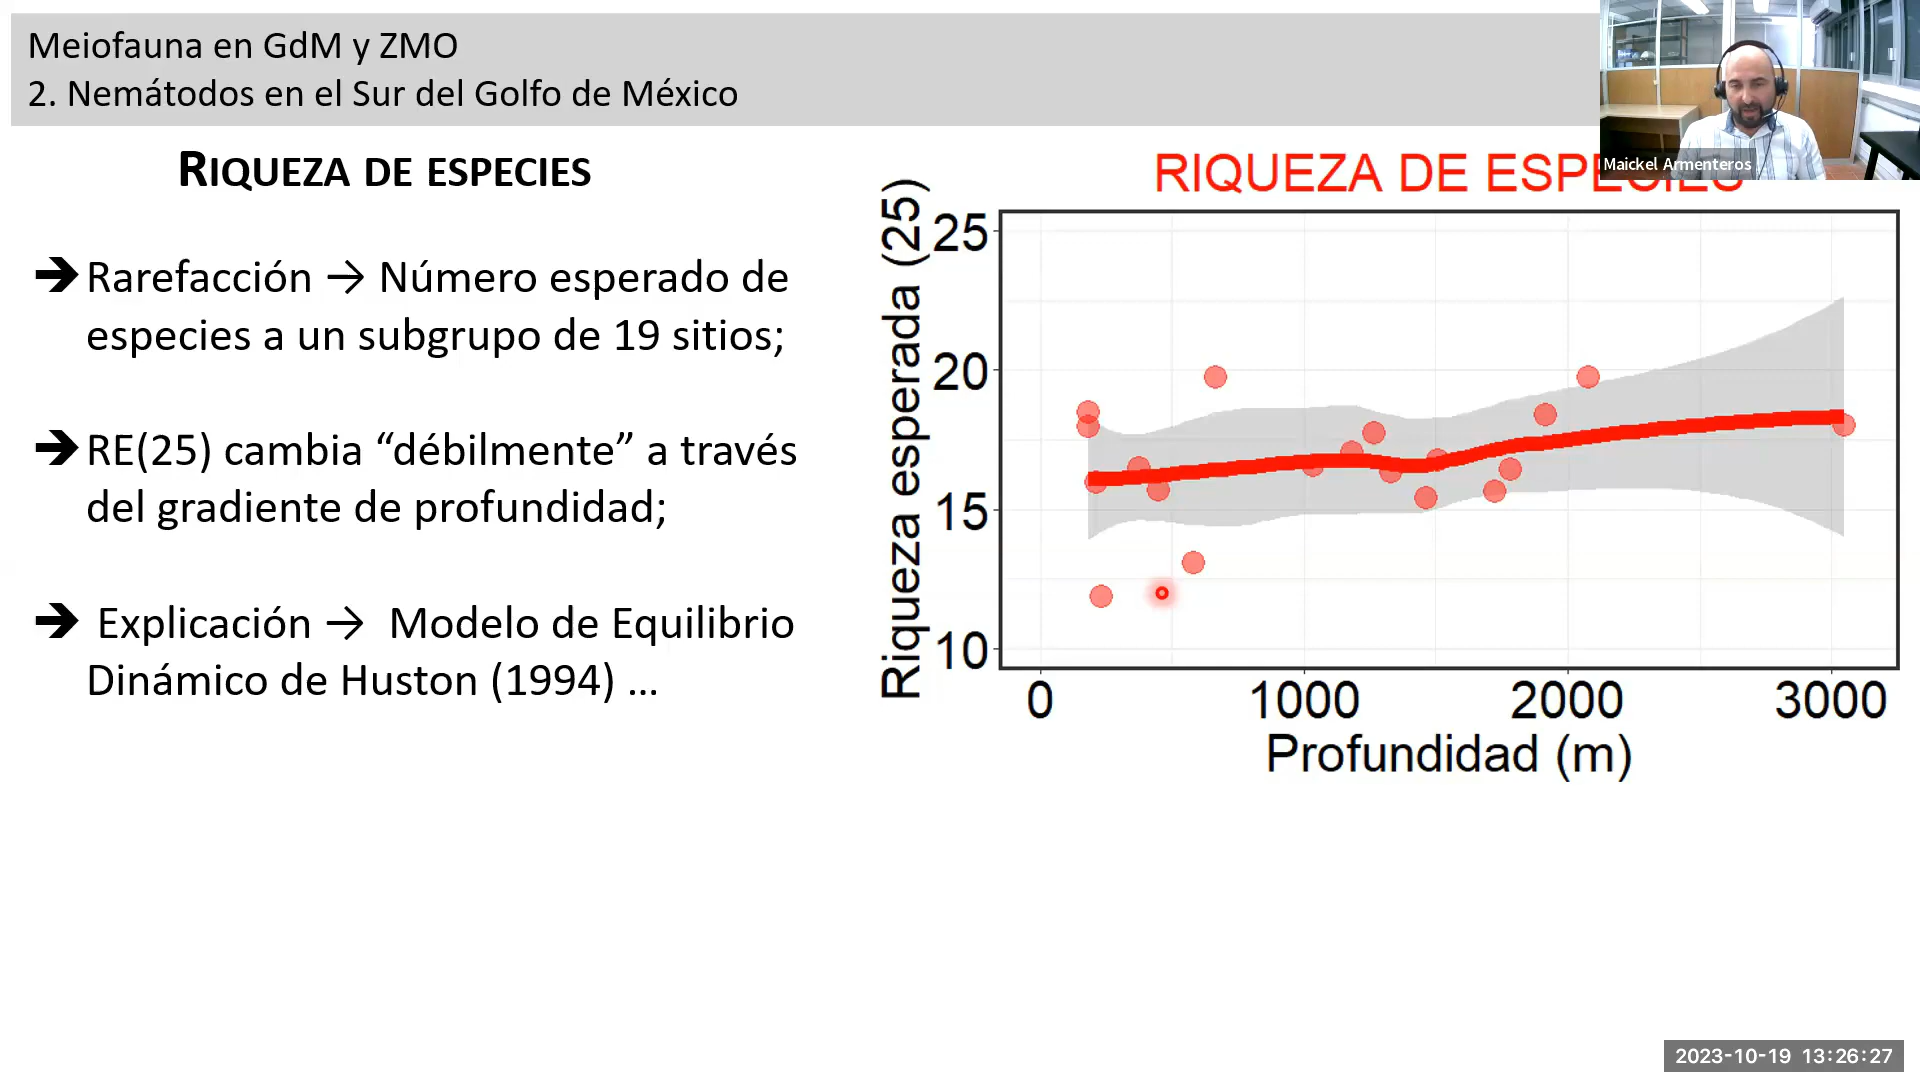 Meiofauna en GdM y ZMO
2. Nemátodos en el Sur del Golfo de México
RIQUEZA DE ESPECIES
➔ Rarefacción → Número esperado de
especies a un subgrupo de 19 sitios;
➔ RE(25) cambia “débilmente” a través
del gradiente de profundidad;
➔ Explicación → Modelo de Equilibrio
Dinámico de Huston (1994) ...
Maickel Armenteros
RIQUEZA DE ESPECIES
Riqueza esperada (25)
25
20
15
10
0 1000 2000 3000
Profundidad (m)
2023-10-19 13:26:27